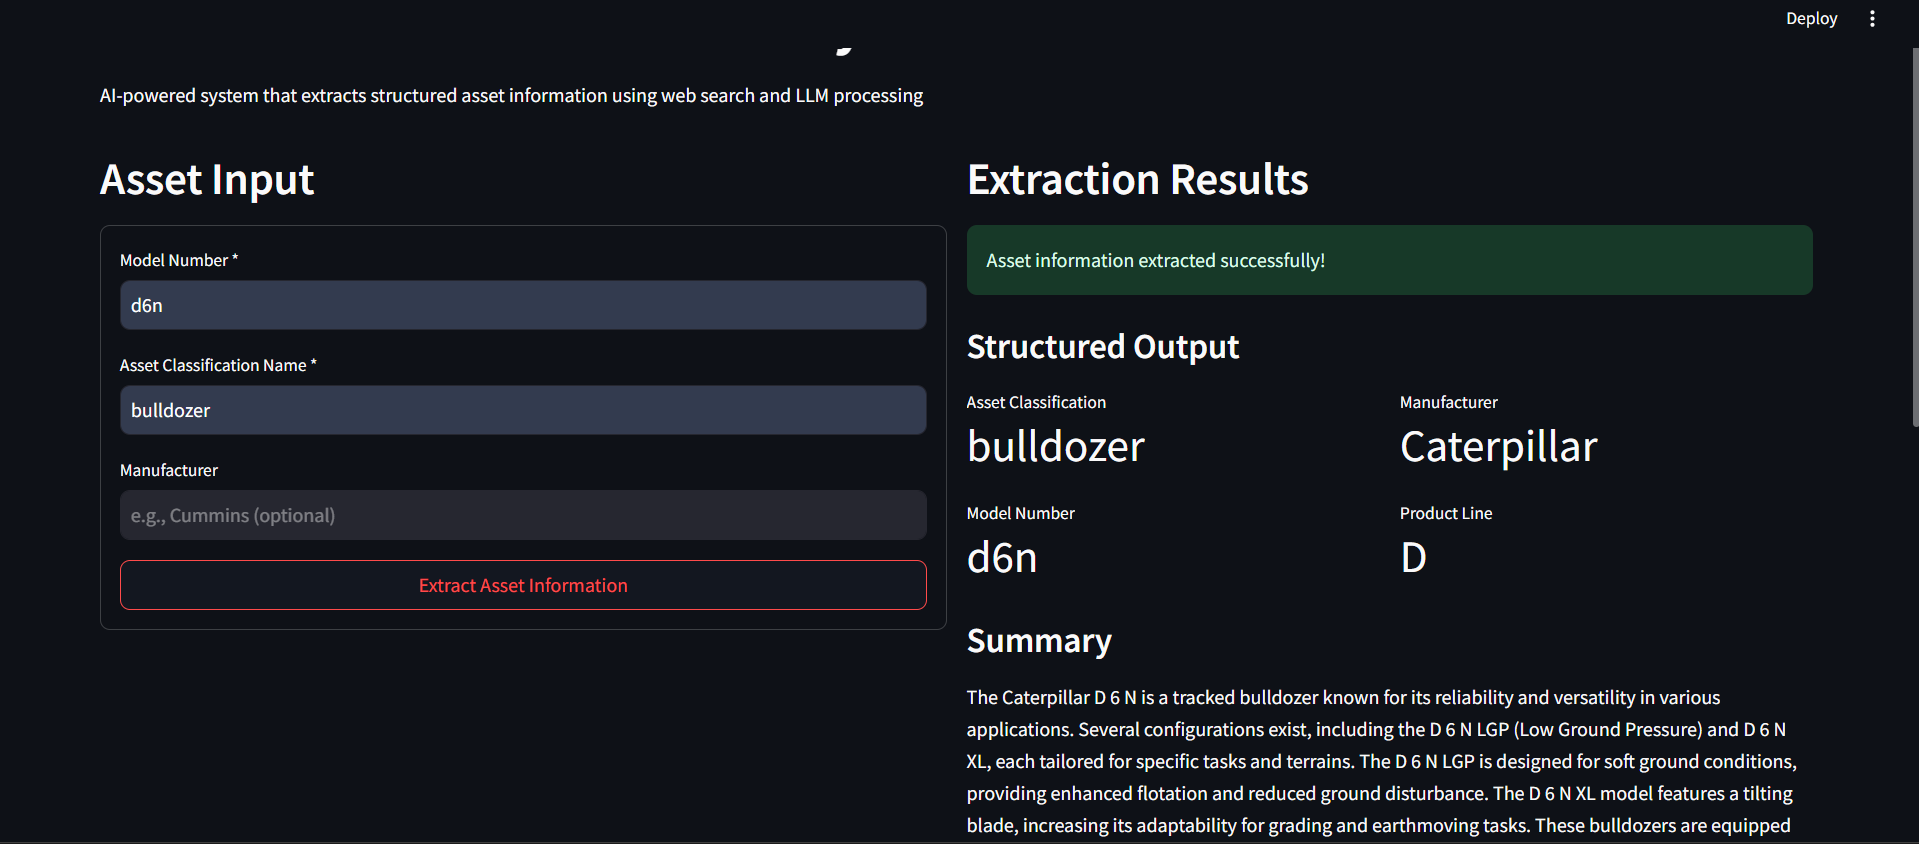 Deploy
AI-powered system that extracts structured asset information using web search and LLM processing
Asset Input
Model Number *
d6n
Asset Classification Name *
bulldozer
Manufacturer
e.g., Cummins (optional)
Extract Asset Information
Extraction Results
Asset information extracted successfully!
Structured Output
Asset Classification
bulldozer
Manufacturer
Caterpillar
Model Number
d6n
Product Line
D
Summary
The Caterpillar D 6 N is a tracked bulldozer known for its reliability and versatility in various
applications. Several configurations exist, including the D 6 N LGP (Low Ground Pressure) and D 6 N
XL, each tailored for specific tasks and terrains. The D 6 N LGP is designed for soft ground conditions,
providing enhanced flotation and reduced ground disturbance. The D 6 N XL model features a tilting
blade, increasing its adaptability for grading and earthmoving tasks. These bulldozers are equipped